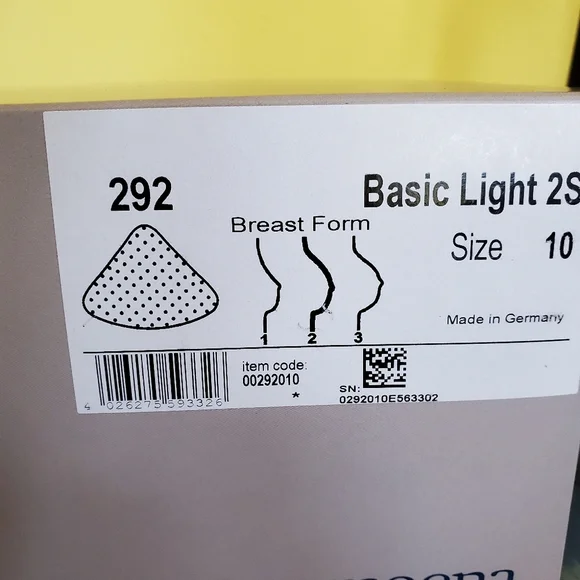 292
Basic Light 2S
Breast Form
Size 10
Made in Germany
1 2 3
item code:
00292010
*
SN:
0292010E563302
4 026275 593326